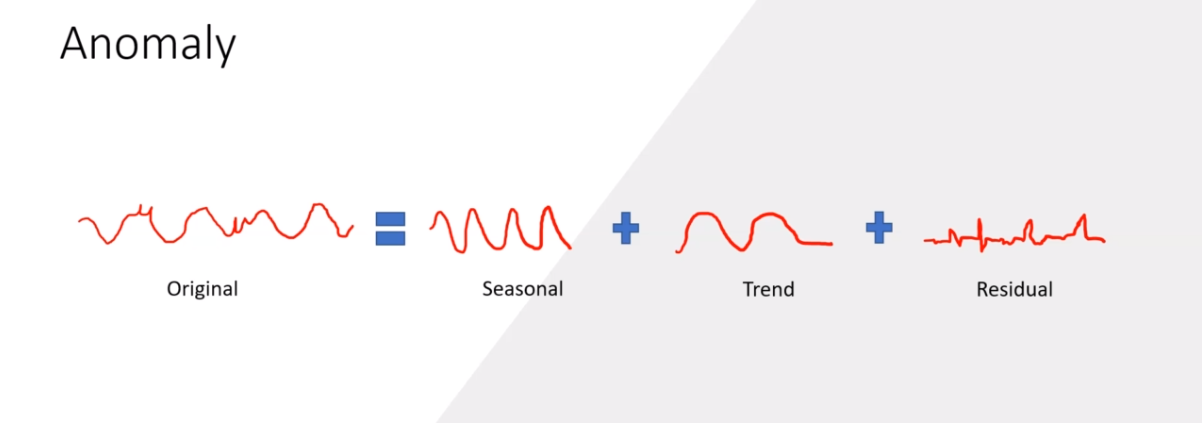 Anomaly
Original
Seasonal
Trend
Residual